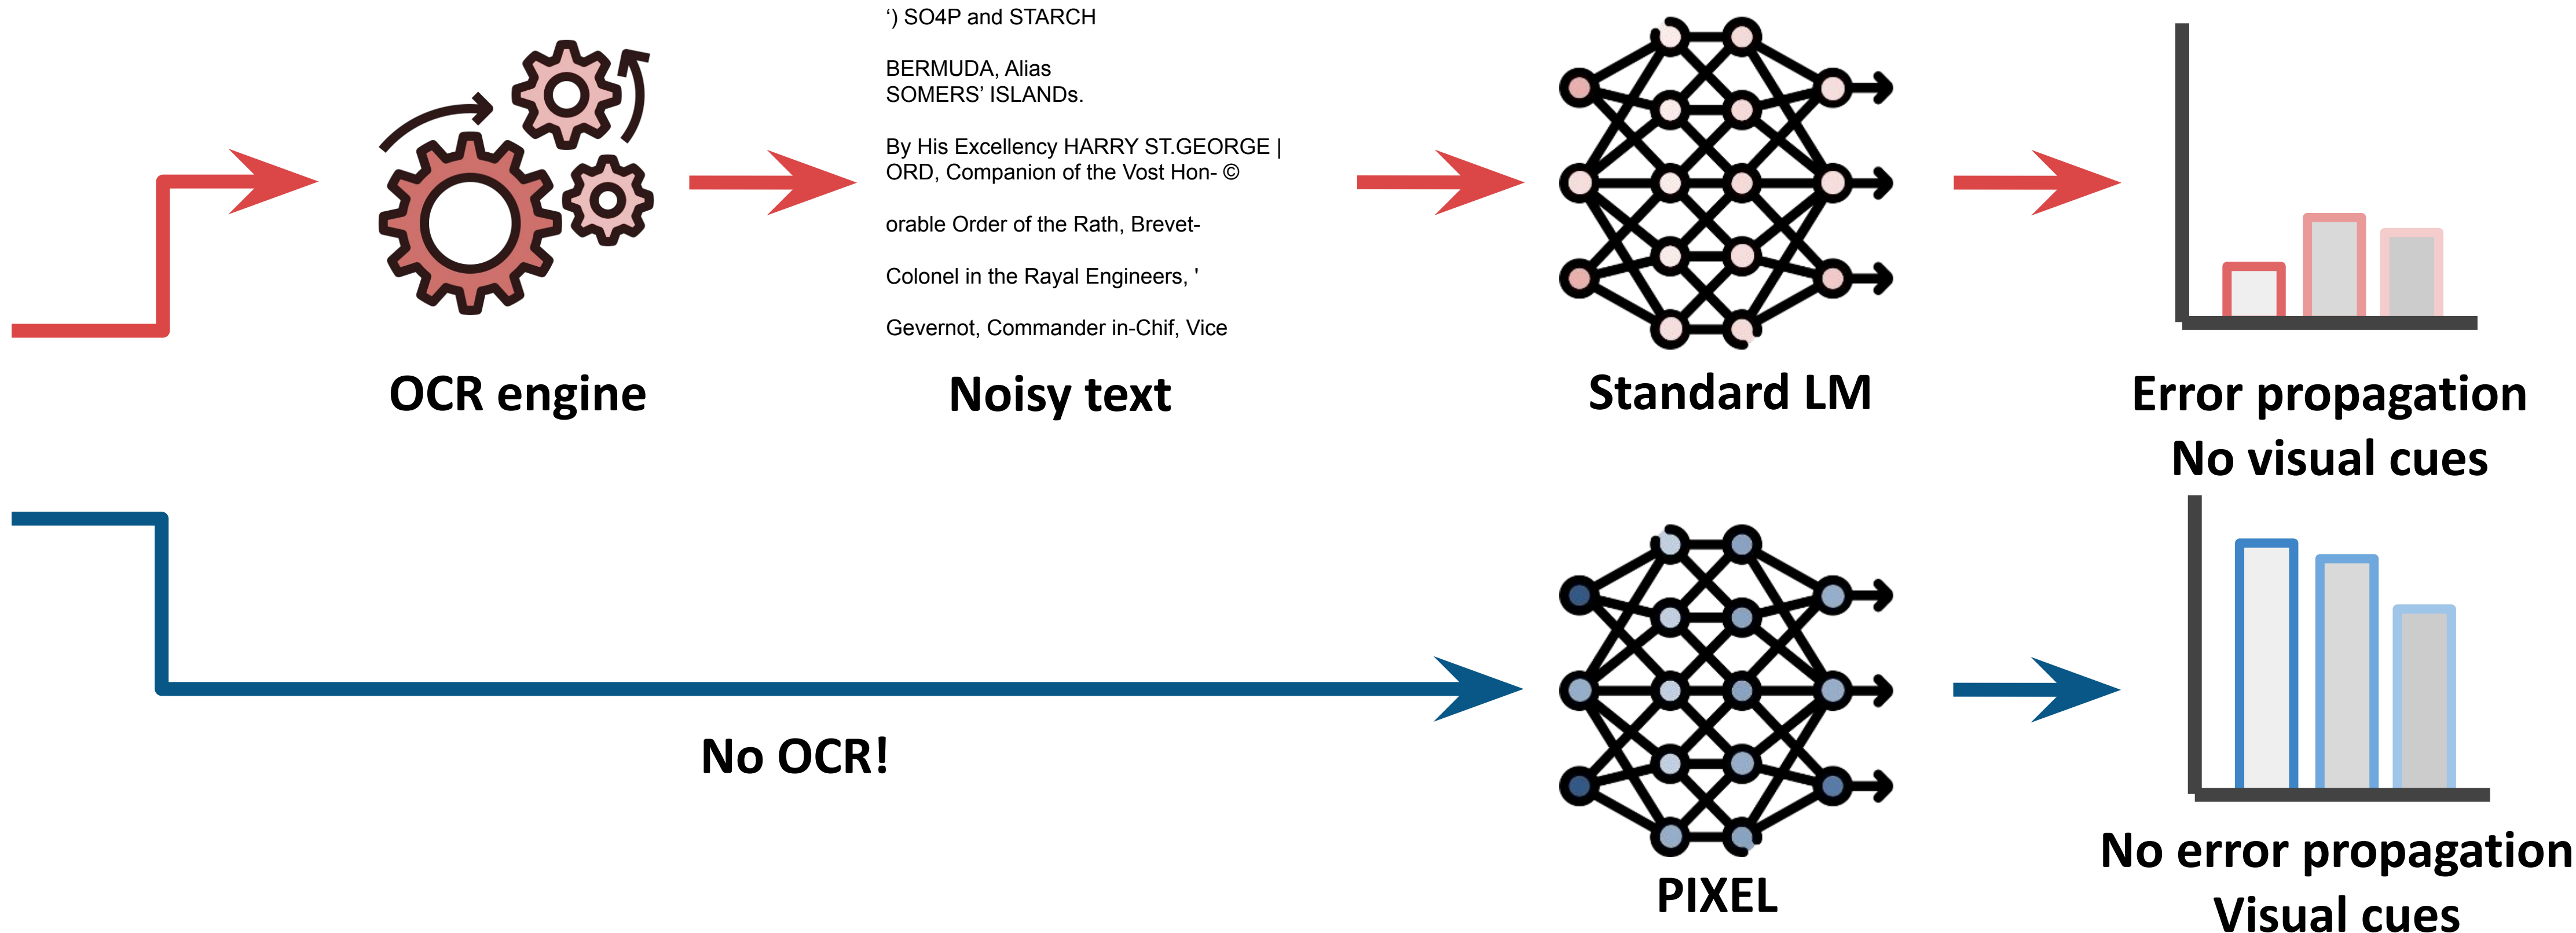 ‘) SO4P and STARCH
BERMUDA, Alias
SOMERS’ ISLANDs.
By His Excellency HARRY ST.GEORGE |
ORD, Companion of the Vost Hon- ©
orable Order of the Rath, Brevet-
Colonel in the Rayal Engineers, '
Gevernot, Commander in-Chif, Vice
OCR engine
Noisy text
Standard LM
Error propagation
No visual cues
No OCR!
PIXEL
No error propagation
Visual cues